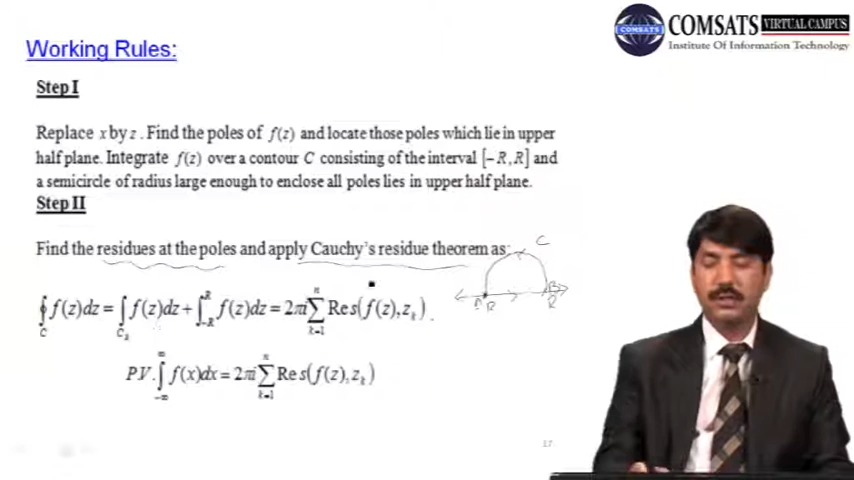 COMSATS VIRTUAL CAMPUS
COMSATS
Institute Of Information Technology
Working Rules:
Step I
Replace x by z . Find the poles of f(z) and locate those poles which lie in upper
half plane. Integrate f(z) over a contour C consisting of the interval [−R, R] and
a semicircle of radius large enough to enclose all poles lies in upper half plane.
Step II
Find the residues at the poles and apply Cauchy's residue theorem as:
C
A B
R R
∮_C f(z)dz = ∫_{C_R} f(z)dz + ∫_{-R}^{R} f(z)dz = 2πi ∑_{k=1}^{n} Res(f(z), z_k) .
P.V. ∫_{-∞}^{∞} f(x)dx = 2πi ∑_{k=1}^{n} Res(f(z), z_k)
37